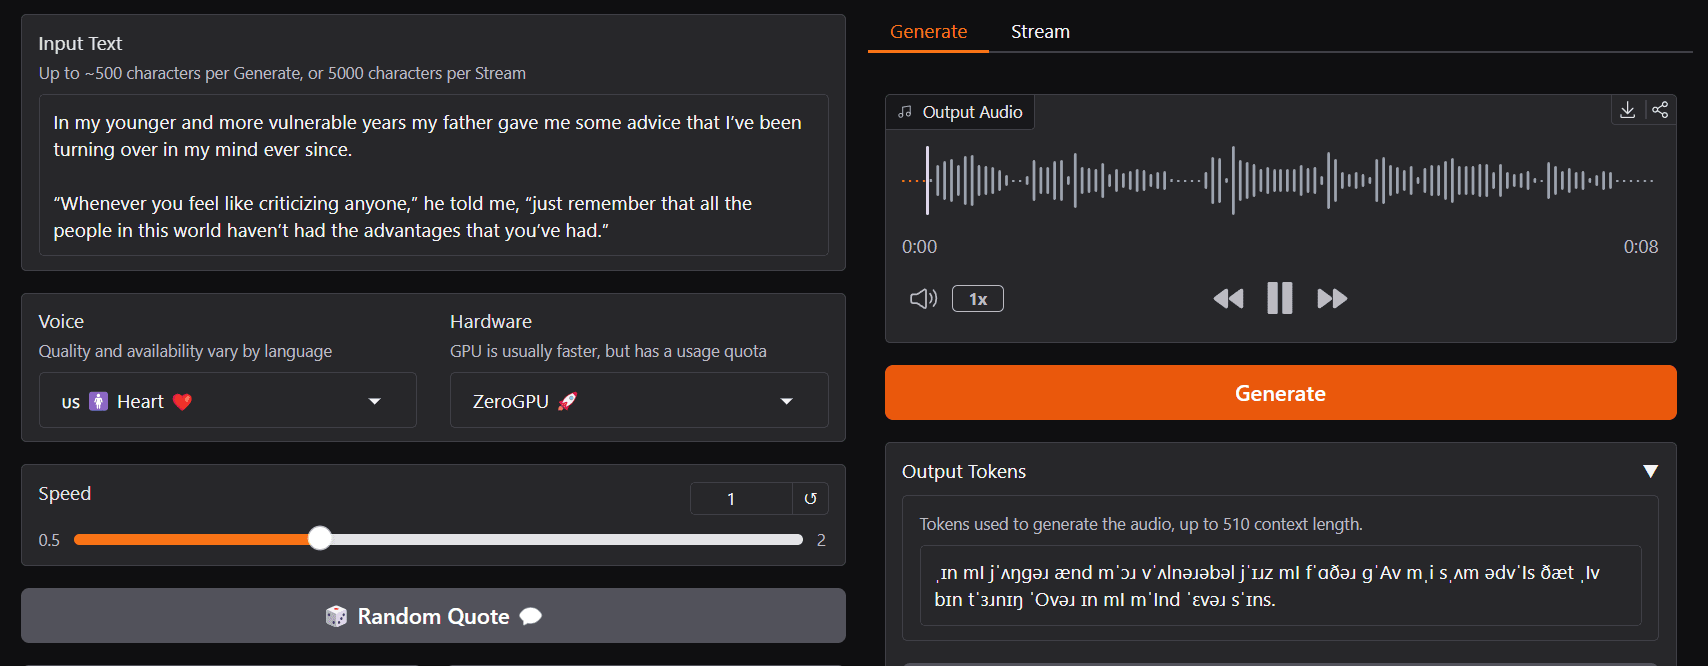 Input Text
Up to ~500 characters per Generate, or 5000 characters per Stream
In my younger and more vulnerable years my father gave me some advice that I’ve been
turning over in my mind ever since.
“Whenever you feel like criticizing anyone,” he told me, “just remember that all the
people in this world haven’t had the advantages that you’ve had.”
Voice
Quality and availability vary by language
US 🚺 Heart ❤️
Hardware
GPU is usually faster, but has a usage quota
ZeroGPU 🚀
Speed
1 ↺
0.5 2
🎲 Random Quote 💬
Generate Stream
Output Audio
0:00 0:08
1x
Generate
Output Tokens ▼
Tokens used to generate the audio, up to 510 context length.
ˌɪn mI jˈʌŋɡəɹ ænd mˈɔɹ vˈʌlnəɹəbəl jˈɪɹz mI fˈɑðəɹ ɡˈAv mˌi sˌʌm ədvˈIs ðæt ˌIv
bɪn tˈɜɹnɪŋ ˈOvəɹ ɪn mI mˈInd ˈɛvəɹ sˈɪns.